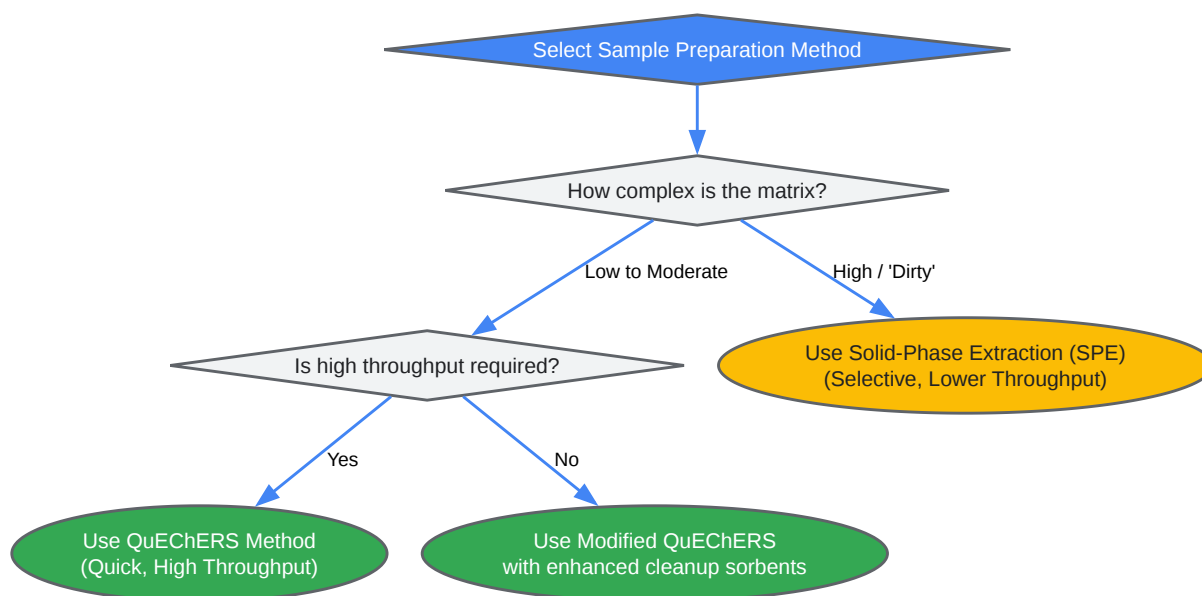 Select Sample Preparation Method
How complex is the matrix?
Low to Moderate
High / 'Dirty'
Is high throughput required?
Use Solid-Phase Extraction (SPE)
(Selective, Lower Throughput)
Yes
No
Use QuEChERS Method
(Quick, High Throughput)
Use Modified QuEChERS
with enhanced cleanup sorbents